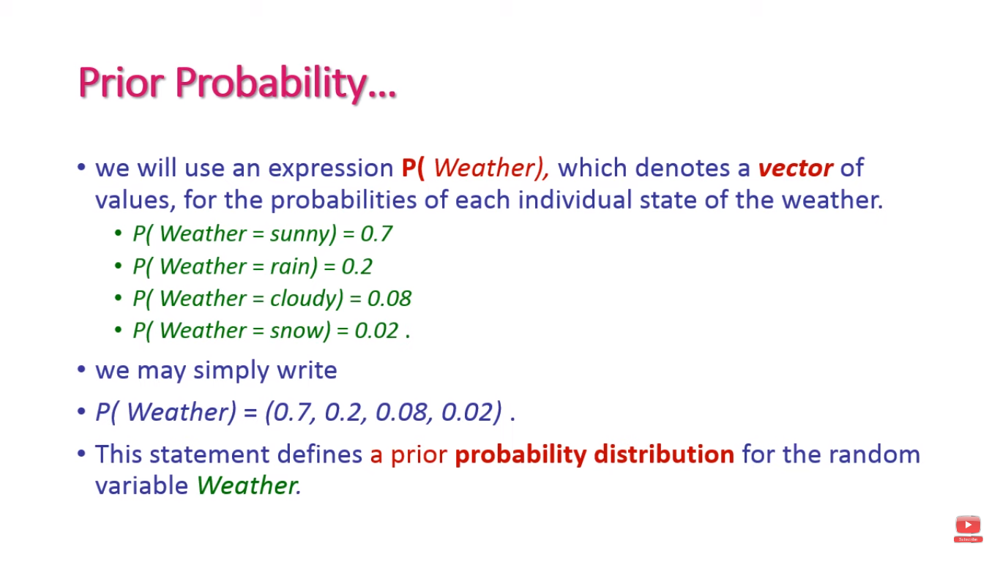 Prior Probability...
• we will use an expression P( Weather), which denotes a vector of
values, for the probabilities of each individual state of the weather.
• P( Weather = sunny) = 0.7
• P( Weather = rain) = 0.2
• P( Weather = cloudy) = 0.08
• P( Weather = snow) = 0.02 .
• we may simply write
• P( Weather) = (0.7, 0.2, 0.08, 0.02) .
• This statement defines a prior probability distribution for the random
variable Weather.
Subscribe